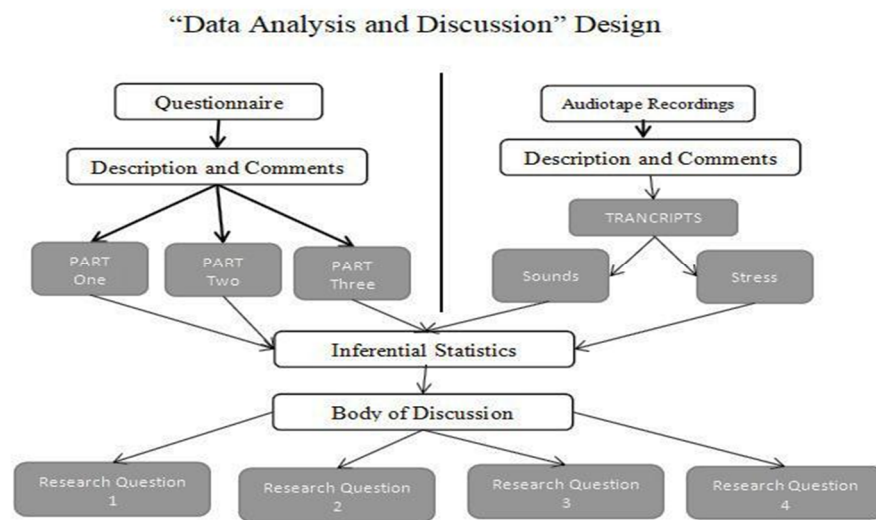 “Data Analysis and Discussion” Design
Questionnaire
Description and Comments
PART
One
PART
Two
PART
Three
Audiotape Recordings
Description and Comments
TRANCRIPTS
Sounds
Stress
Inferential Statistics
Body of Discussion
Research Question
1
Research Question
2
Research Question
3
Research Question
4